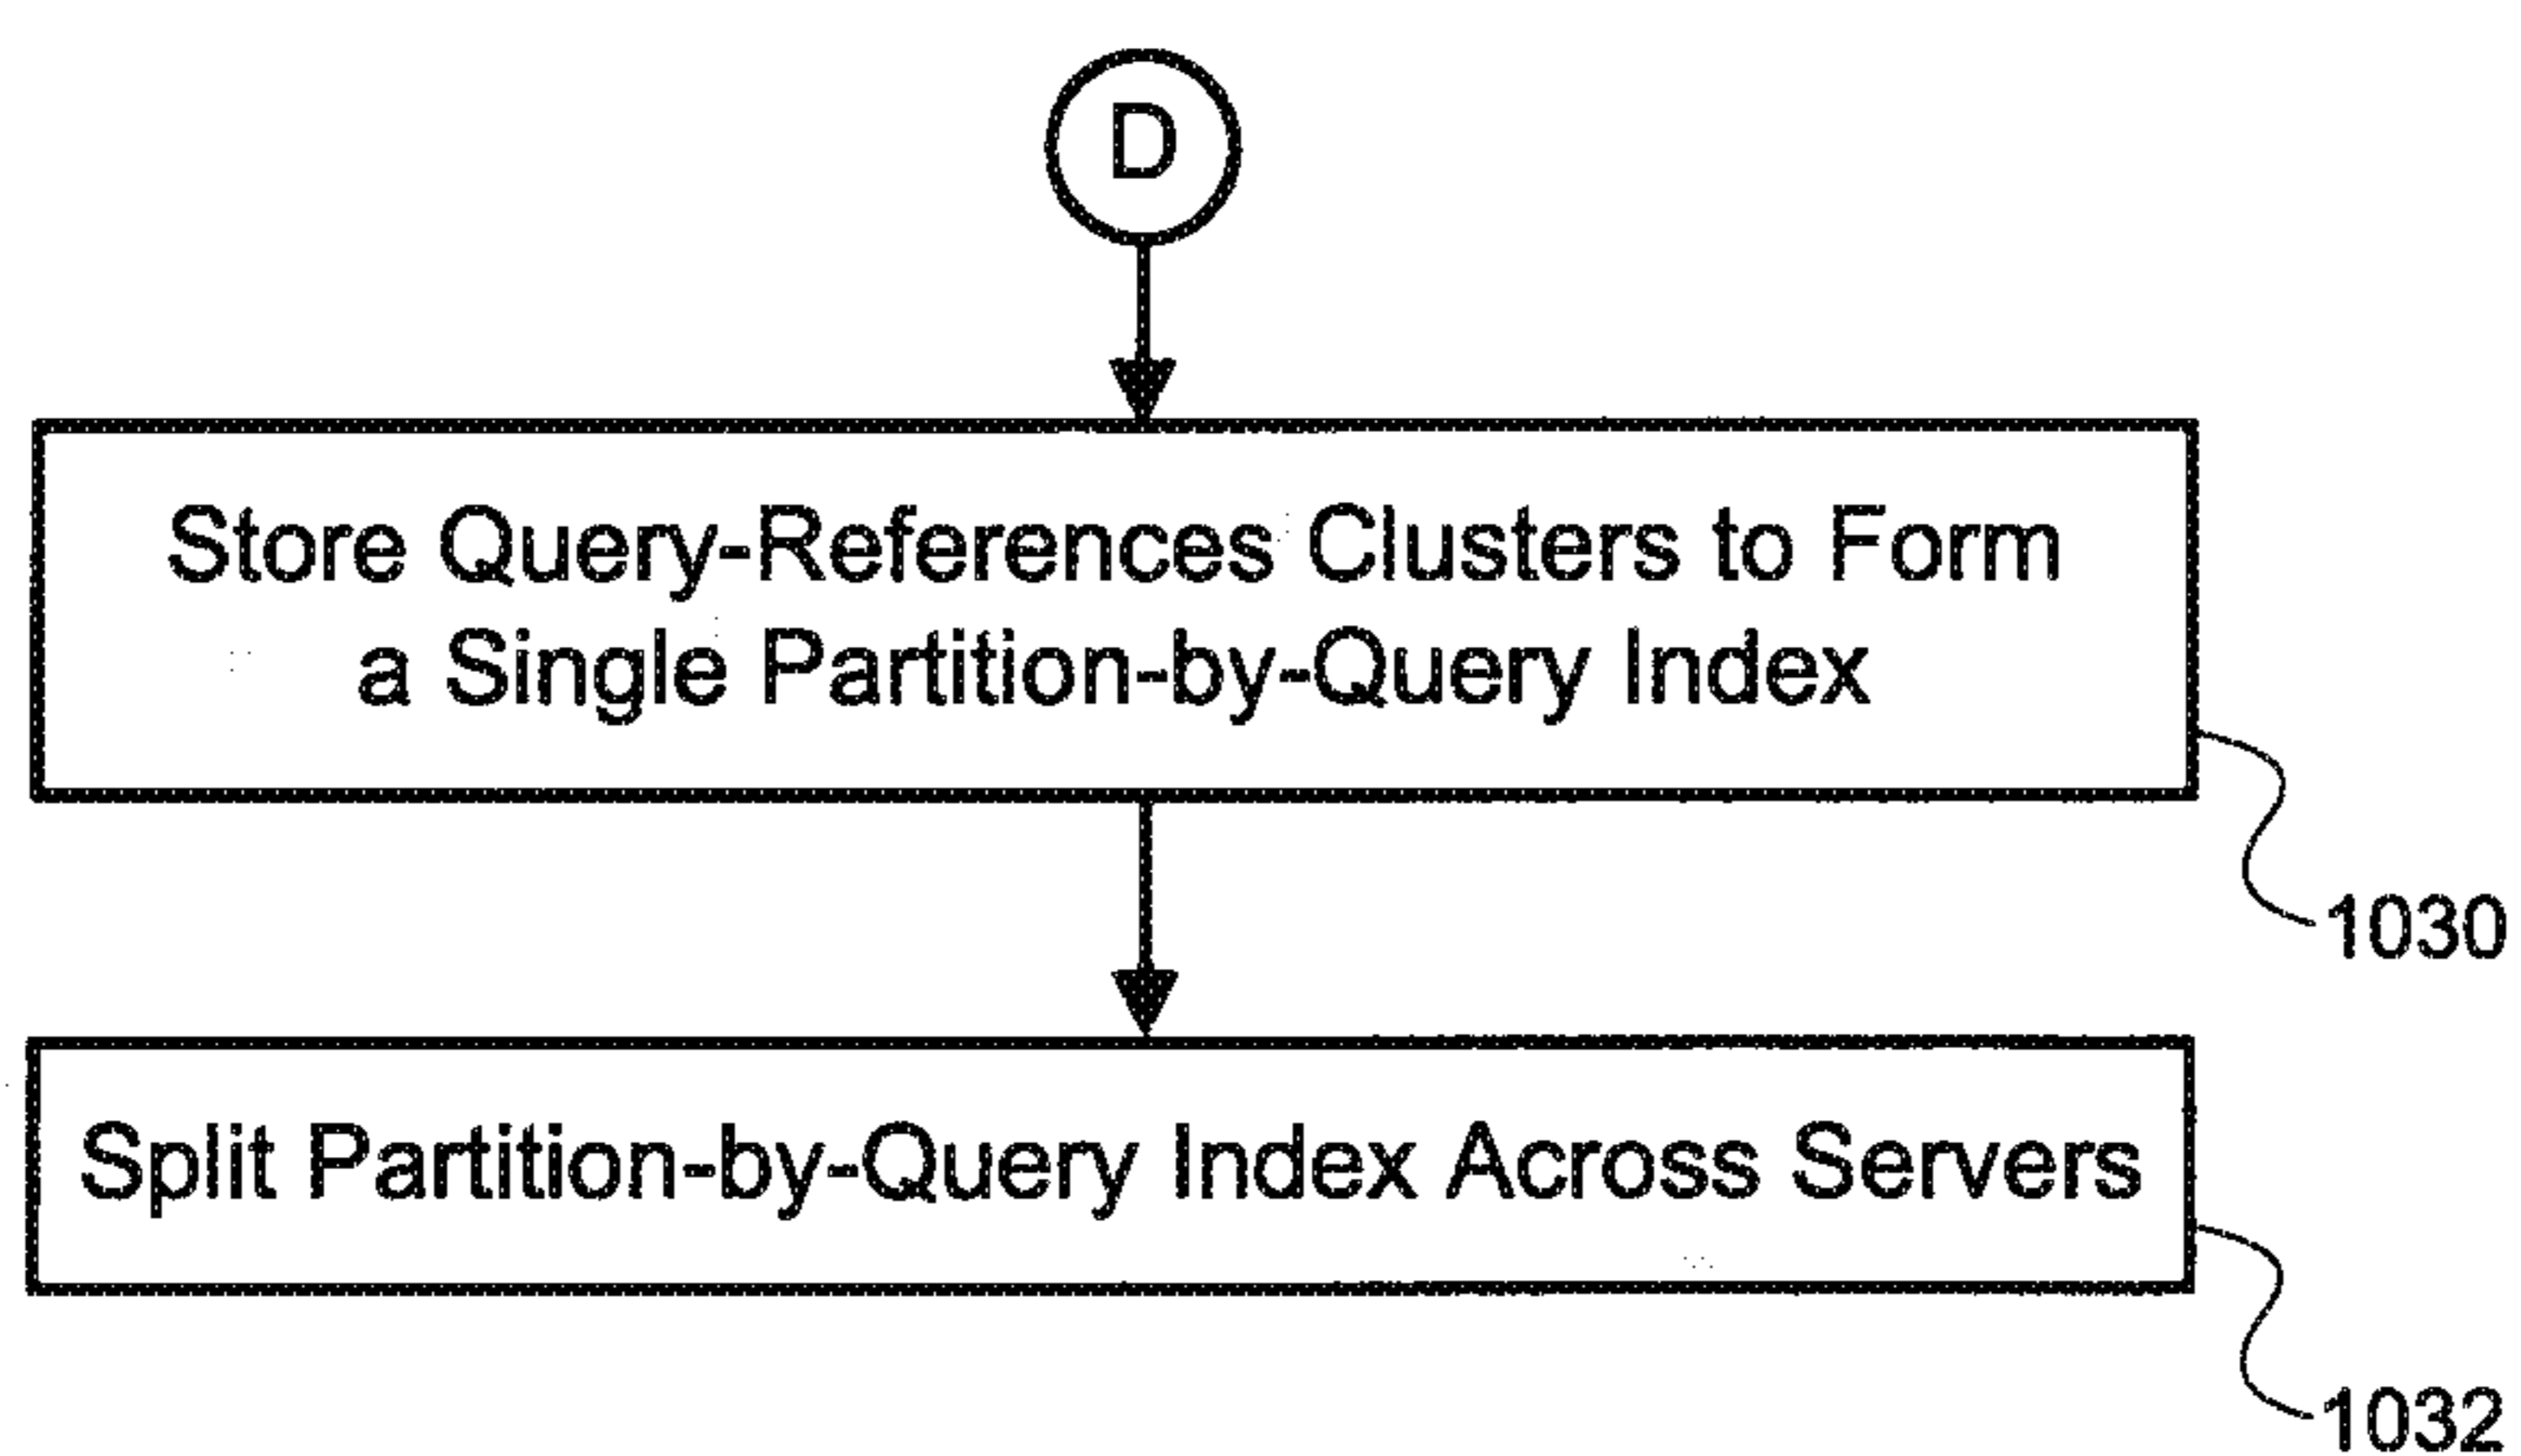 D
Store Query-References Clusters to Form
a Single Partition-by-Query Index
1030
Split Partition-by-Query Index Across Servers
1032